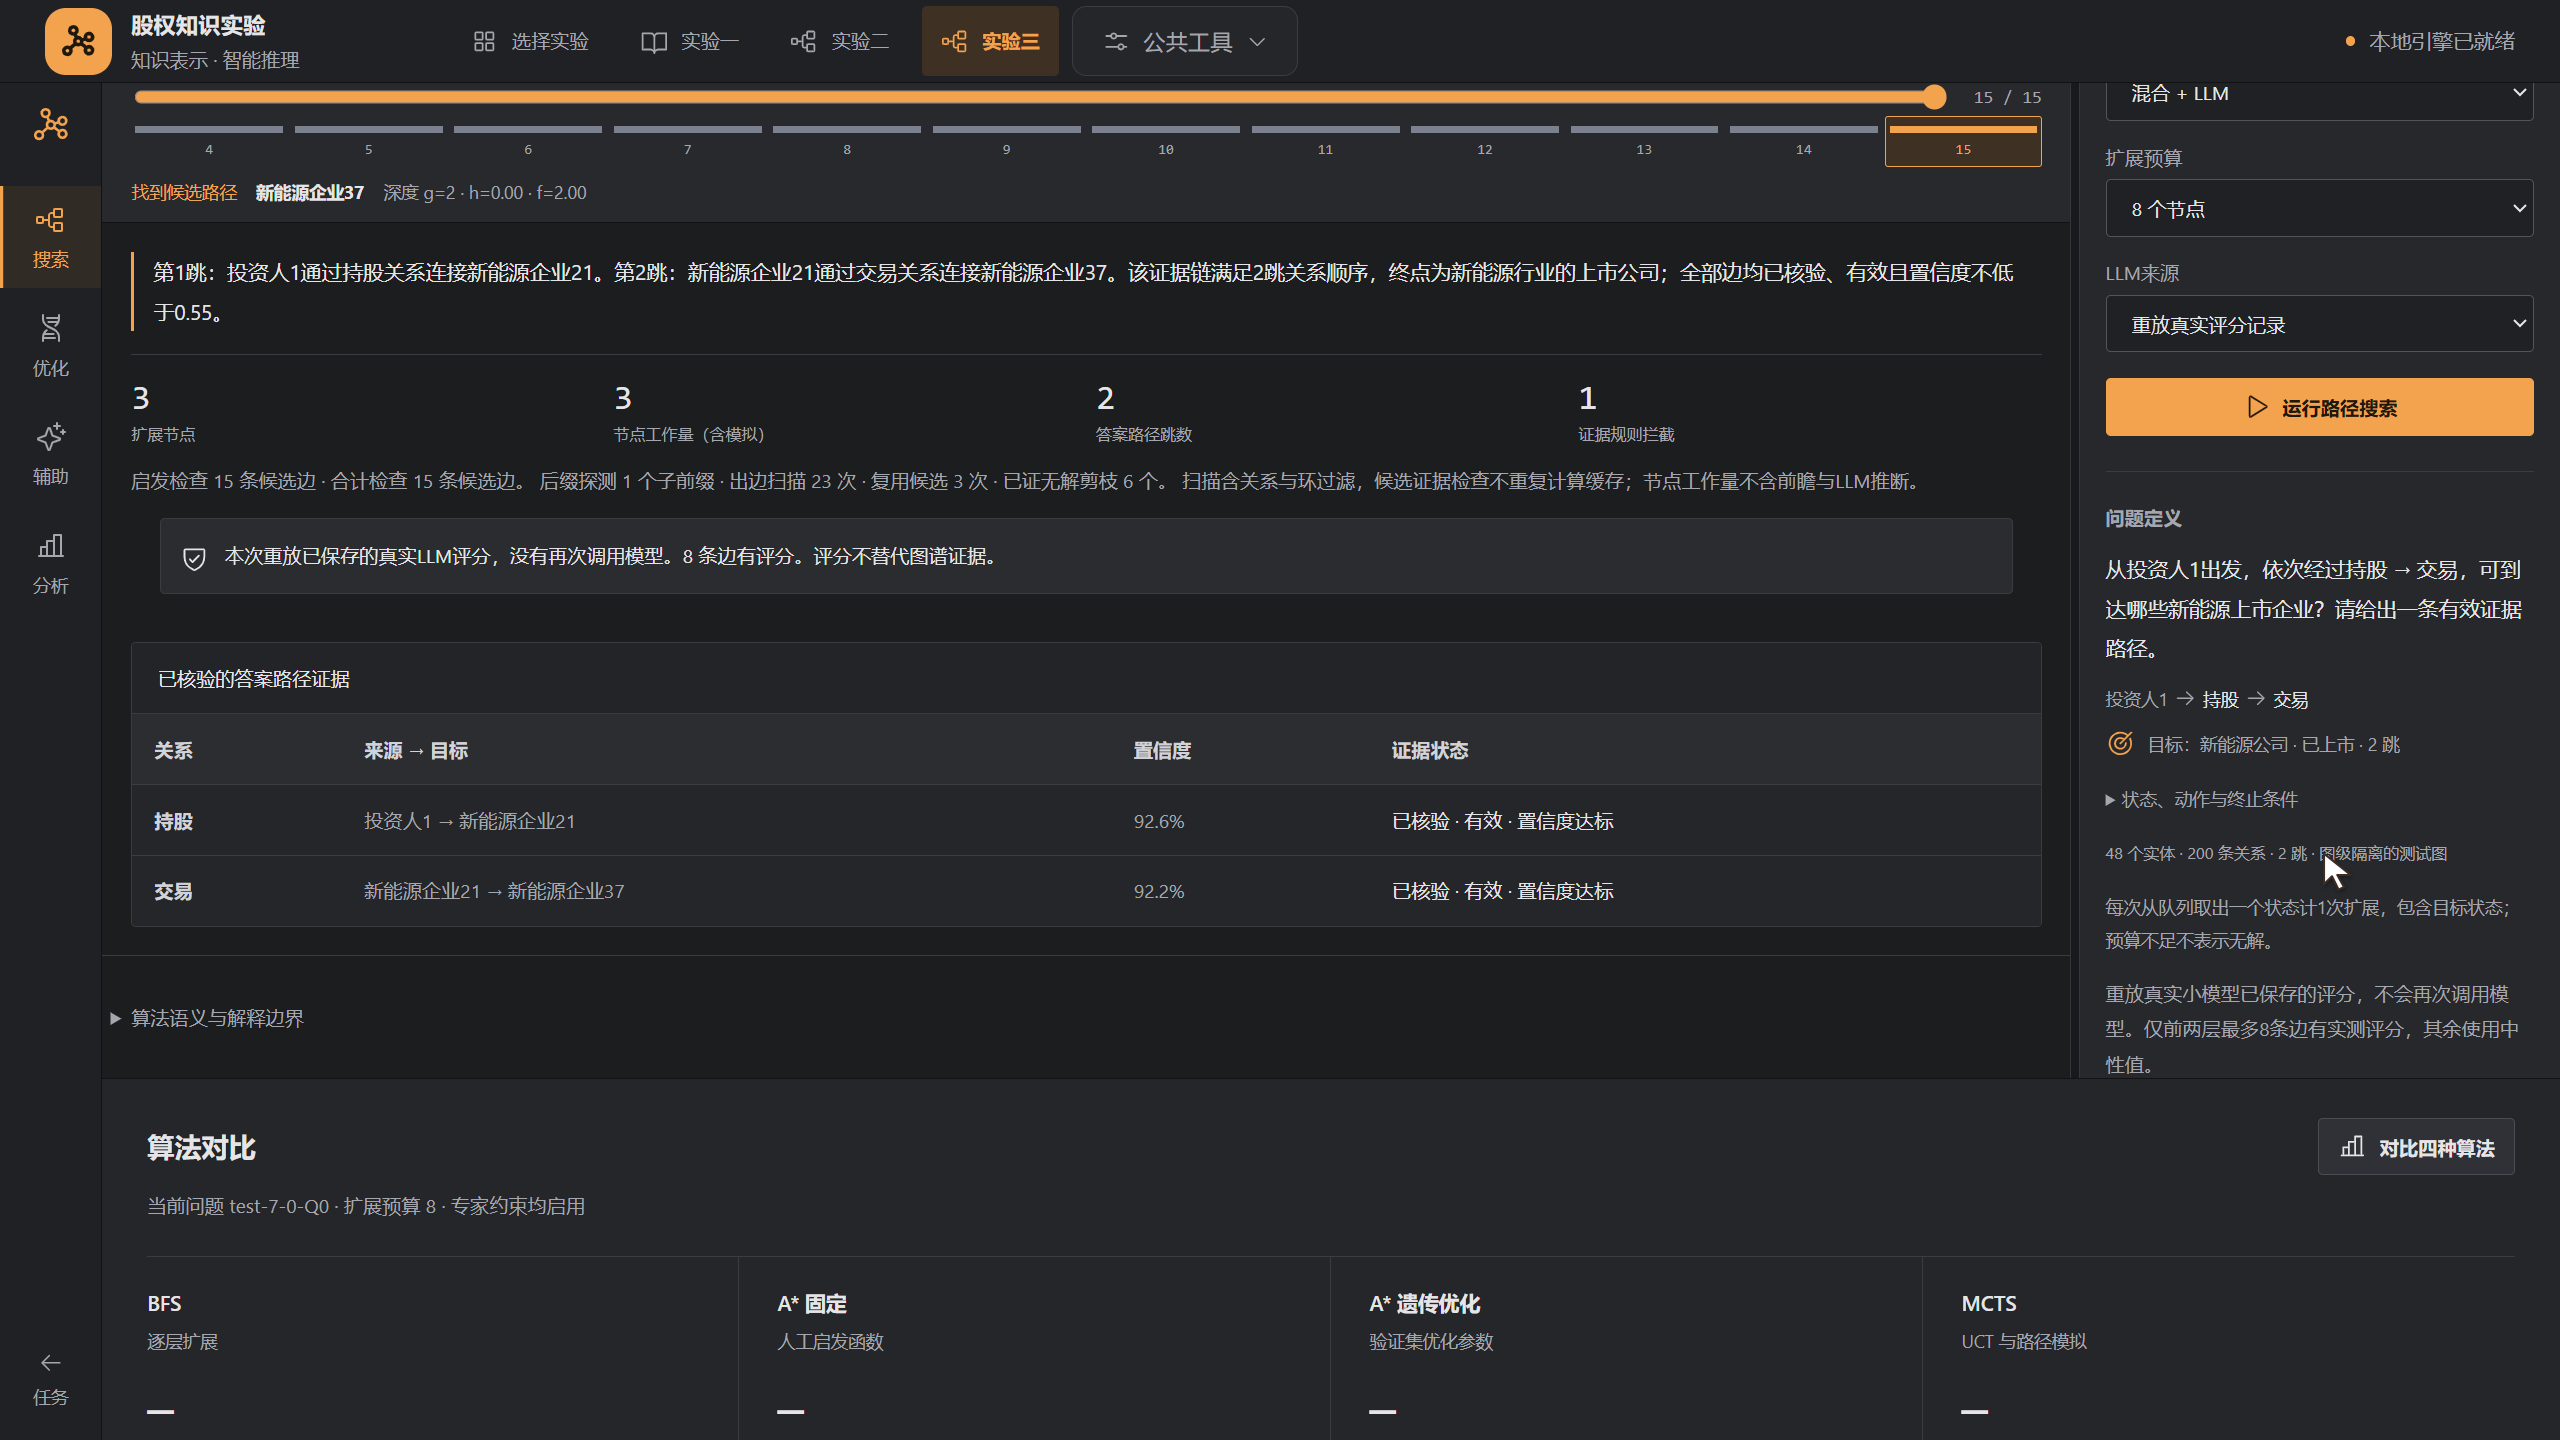 股权知识实验
知识表示 · 智能推理
选择实验
实验一
实验二
实验三
公共工具
本地引擎已就绪
搜索
优化
辅助
分析
任务
15 / 15
4 5 6 7 8 9 10 11 12 13 14 15
找到候选路径 新能源企业37 深度 g=2 · h=0.00 · f=2.00
第1跳：投资人1通过持股关系连接新能源企业21。第2跳：新能源企业21通过交易关系连接新能源企业37。该证据链满足2跳关系顺序，终点为新能源行业的上市公司；全部边均已核验、有效且置信度不低
于0.55。
3
扩展节点
3
节点工作量（含模拟）
2
答案路径跳数
1
证据规则拦截
启发检查 15 条候选边 · 合计检查 15 条候选边。 后缀探测 1 个子前缀 · 出边扫描 23 次 · 复用候选 3 次 · 已证无解剪枝 6 个。 扫描含关系与环过滤，候选证据检查不重复计算缓存；节点工作量不含前瞻与LLM推断。
本次重放已保存的真实LLM评分，没有再次调用模型。8 条边有评分。评分不替代图谱证据。
已核验的答案路径证据
关系 来源 → 目标 置信度 证据状态
持股 投资人1 → 新能源企业21 92.6% 已核验 · 有效 · 置信度达标
交易 新能源企业21 → 新能源企业37 92.2% 已核验 · 有效 · 置信度达标
▶ 算法语义与解释边界
混合 + LLM
扩展预算
8 个节点
LLM来源
重放真实评分记录
运行路径搜索
问题定义
从投资人1出发，依次经过持股 → 交易，可到
达哪些新能源上市企业？请给出一条有效证据
路径。
投资人1 → 持股 → 交易
目标：新能源公司 · 已上市 · 2 跳
▶ 状态、动作与终止条件
48 个实体 · 200 条关系 · 2 跳 · 图级隔离的测试图
每次从队列取出一个状态计1次扩展，包含目标状态；
预算不足不表示无解。
重放真实小模型已保存的评分，不会再次调用模
型。仅前两层最多8条边有实测评分，其余使用中
性值。
算法对比
对比四种算法
当前问题 test-7-0-Q0 · 扩展预算 8 · 专家约束均启用
BFS
逐层扩展
—
A* 固定
人工启发函数
—
A* 遗传优化
验证集优化参数
—
MCTS
UCT 与路径模拟
—